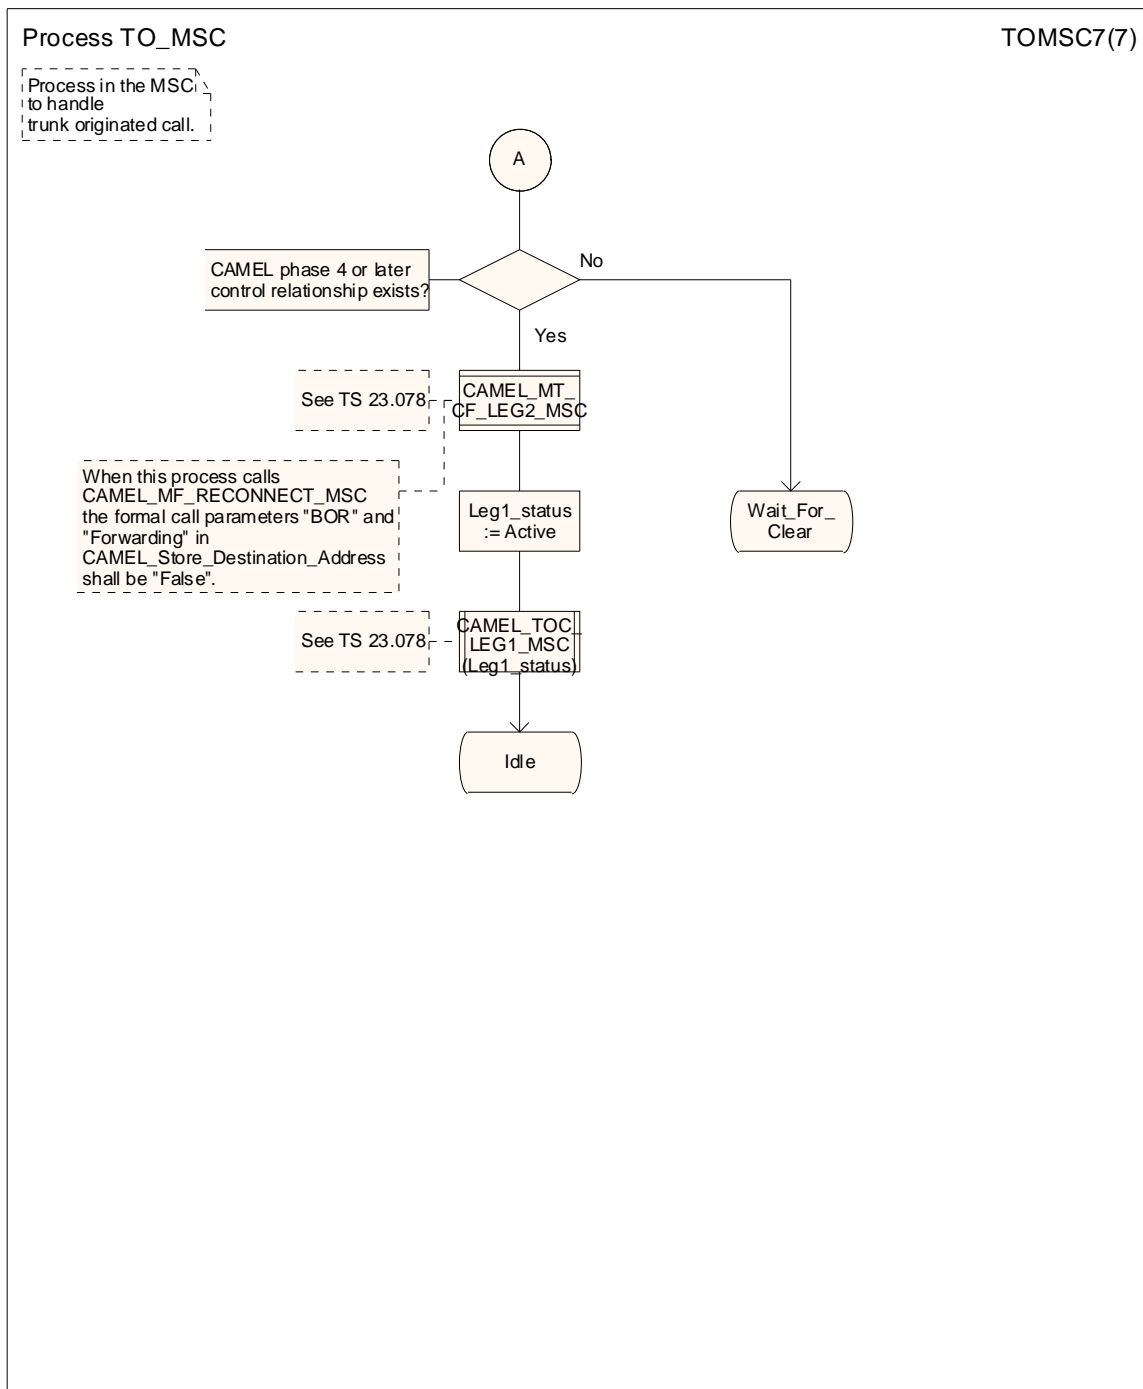 Process TO_MSC
TOMSC7(7)
Process in the MSC
to handle
trunk originated call.
A
CAMEL phase 4 or later
control relationship exists?
No
Yes
See TS 23.078
CAMEL_MT_
CF_LEG2_MSC
When this process calls
CAMEL_MF_RECONNECT_MSC
the formal call parameters "BOR" and
"Forwarding" in
CAMEL_Store_Destination_Address
shall be "False".
Leg1_status
:= Active
Wait_For_
Clear
See TS 23.078
CAMEL_TOC_
LEG1_MSC
(Leg1_status)
Idle